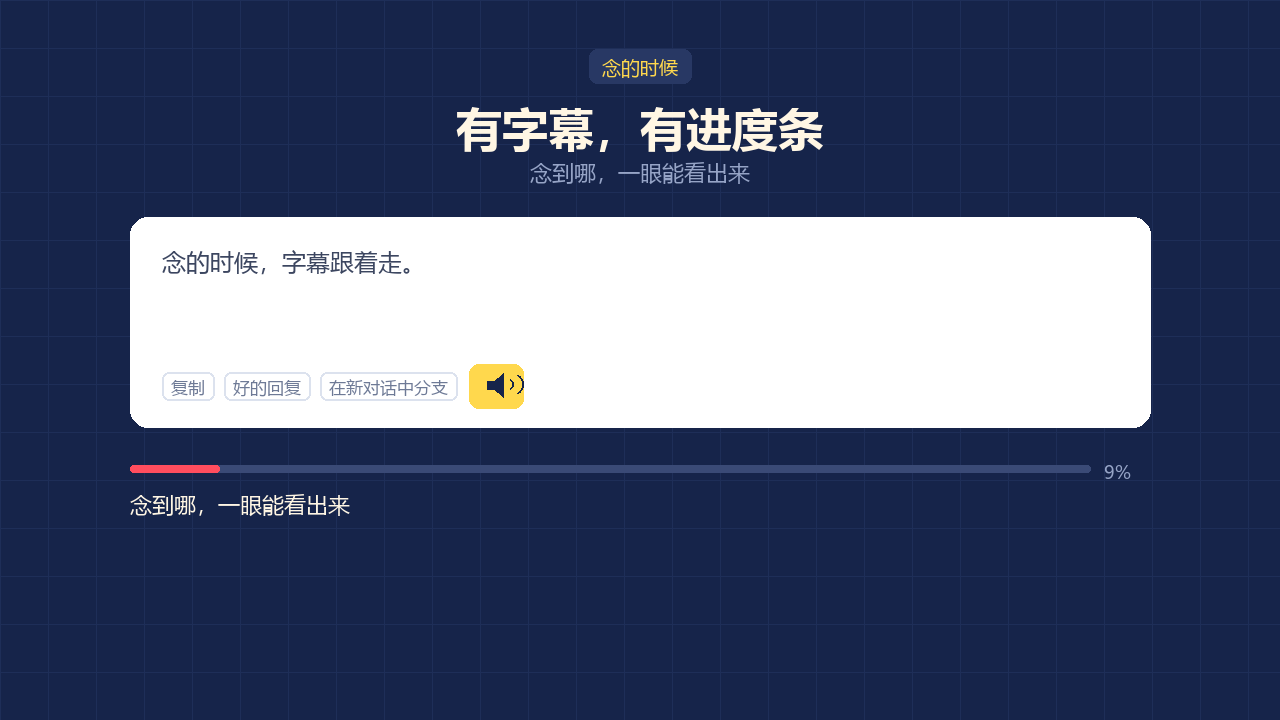 念的时候
有字幕，有进度条
念到哪，一眼能看出来
念的时候，字幕跟着走。
复制 好的回复 在新对话中分支
9%
念到哪，一眼能看出来